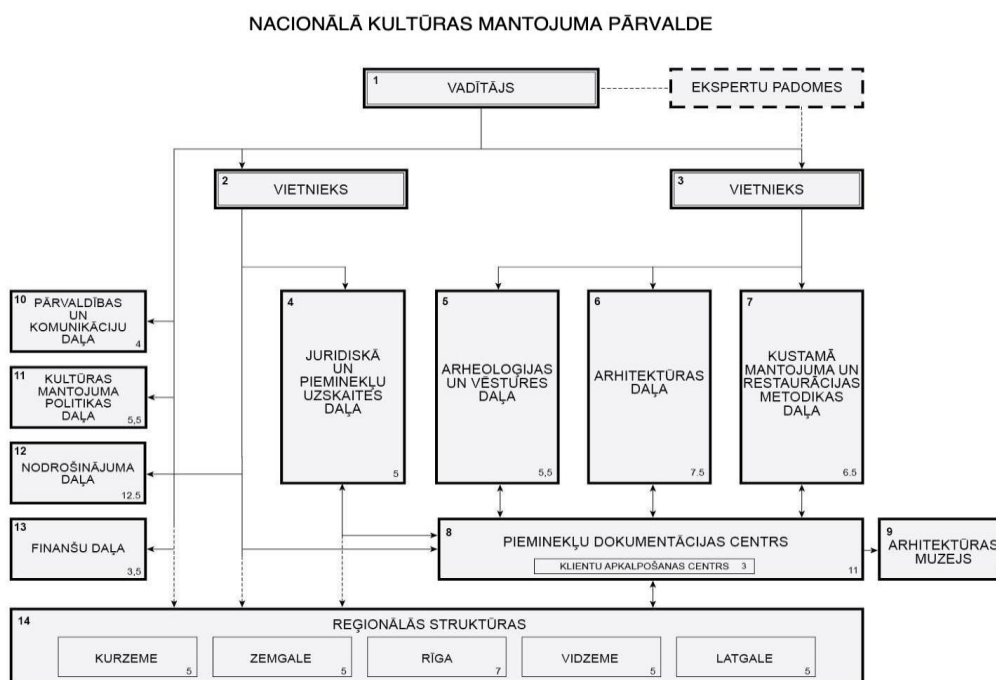 NACIONĀLĀ KULTŪRAS MANTOJUMA PĀRVALDE
1
VADĪTĀJS
EKSPERTU PADOMES
2
VIETNIEKS
3
VIETNIEKS
10
PĀRVALDĪBAS
UN
KOMUNIKĀCIJU
DAĻA
4
11
KULTŪRAS
MANTOJUMA
POLITIKAS
DAĻA
5,5
12
NODROŠINĀJUMA
DAĻA
12.5
13
FINANŠU DAĻA
3,5
4
JURIDISKĀ
UN
PIEMINEKĻU
UZSKAITES
DAĻA
5
5
ARHEOLOĢIJAS
UN VĒSTURES
DAĻA
5,5
6
ARHITEKTŪRAS
DAĻA
7.5
7
KUSTAMĀ
MANTOJUMA UN
RESTAURĀCIJAS
METODIKAS
DAĻA
6.5
8
PIEMINEKĻU DOKUMENTĀCIJAS CENTRS
KLIENTU APKALPOŠANAS CENTRS 3
11
9
ARHITEKTŪRAS
MUZEJS
14
REĢIONĀLĀS STRUKTŪRAS
KURZEME
5
ZEMGALE
5
RĪGA
7
VIDZEME
5
LATGALE
5